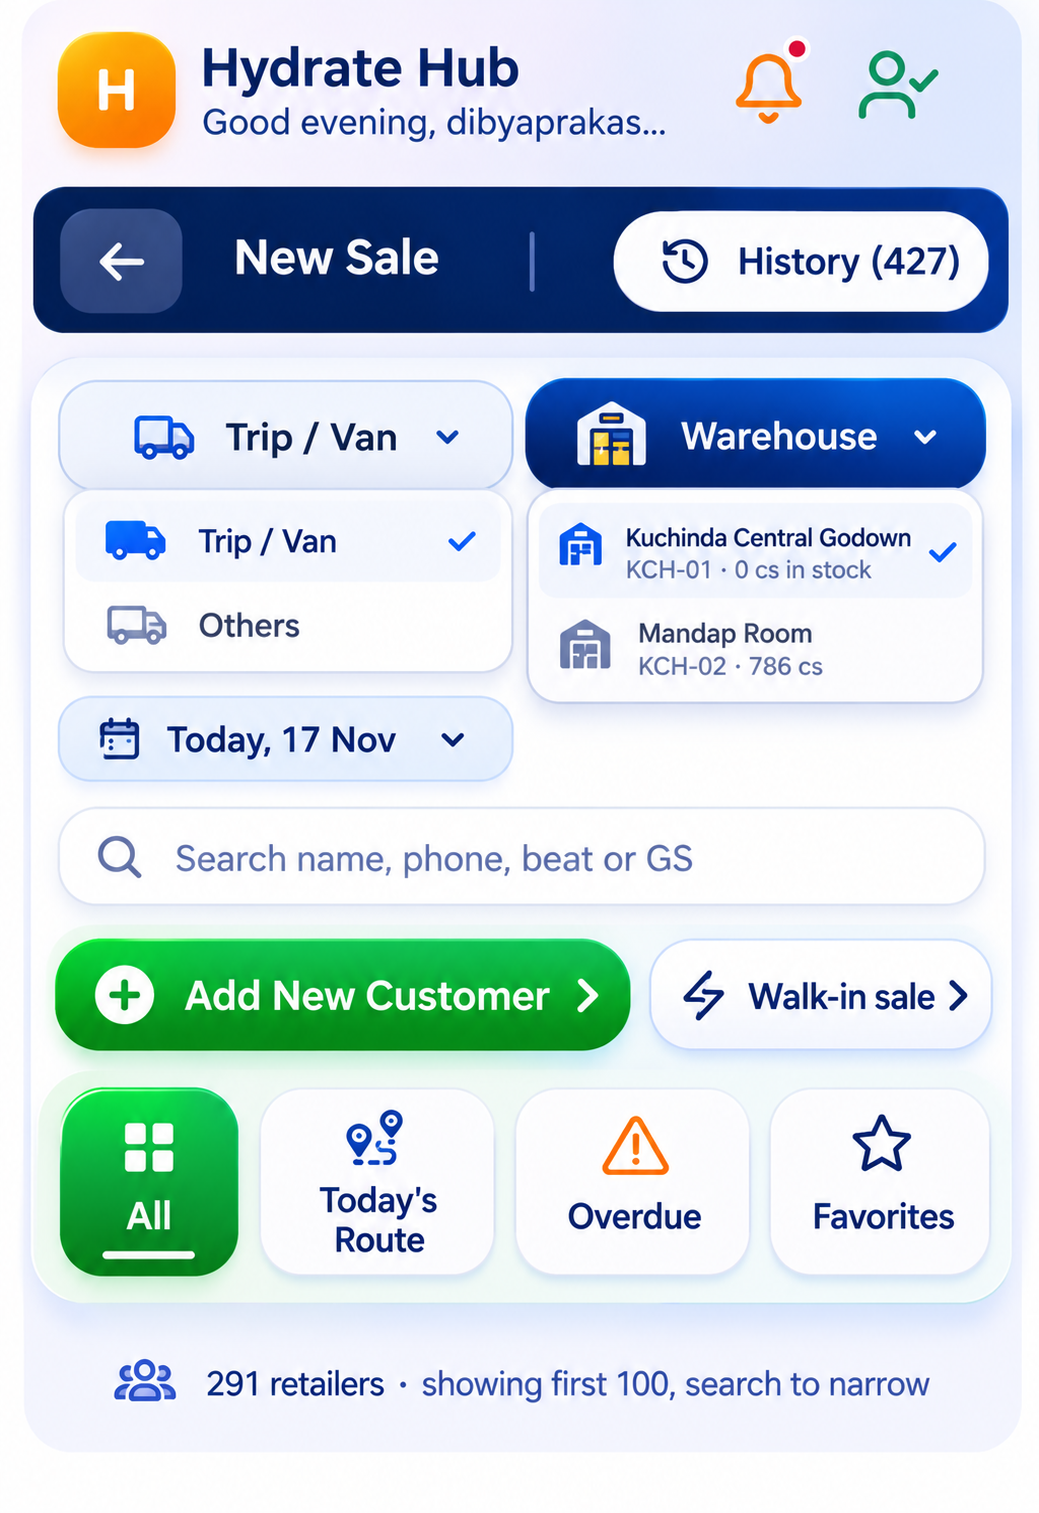 H
Hydrate Hub
Good evening, dibyaprakas...
New Sale
History (427)
Trip / Van
Warehouse
Trip / Van
Others
Kuchinda Central Godown
KCH-01 · 0 cs in stock
Mandap Room
KCH-02 · 786 cs
Today, 17 Nov
Search name, phone, beat or GS
Add New Customer
Walk-in sale
All
Today's
Route
Overdue
Favorites
291 retailers · showing first 100, search to narrow